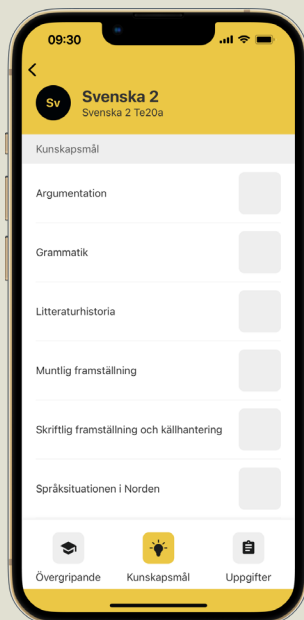 09:30
Sv
Svenska 2
Svenska 2 Te20a
Kunskapsmål
Argumentation
Grammatik
Litteraturhistoria
Muntlig framställning
Skriftlig framställning och källhantering
Språksituationen i Norden
Övergripande
Kunskapsmål
Uppgifter